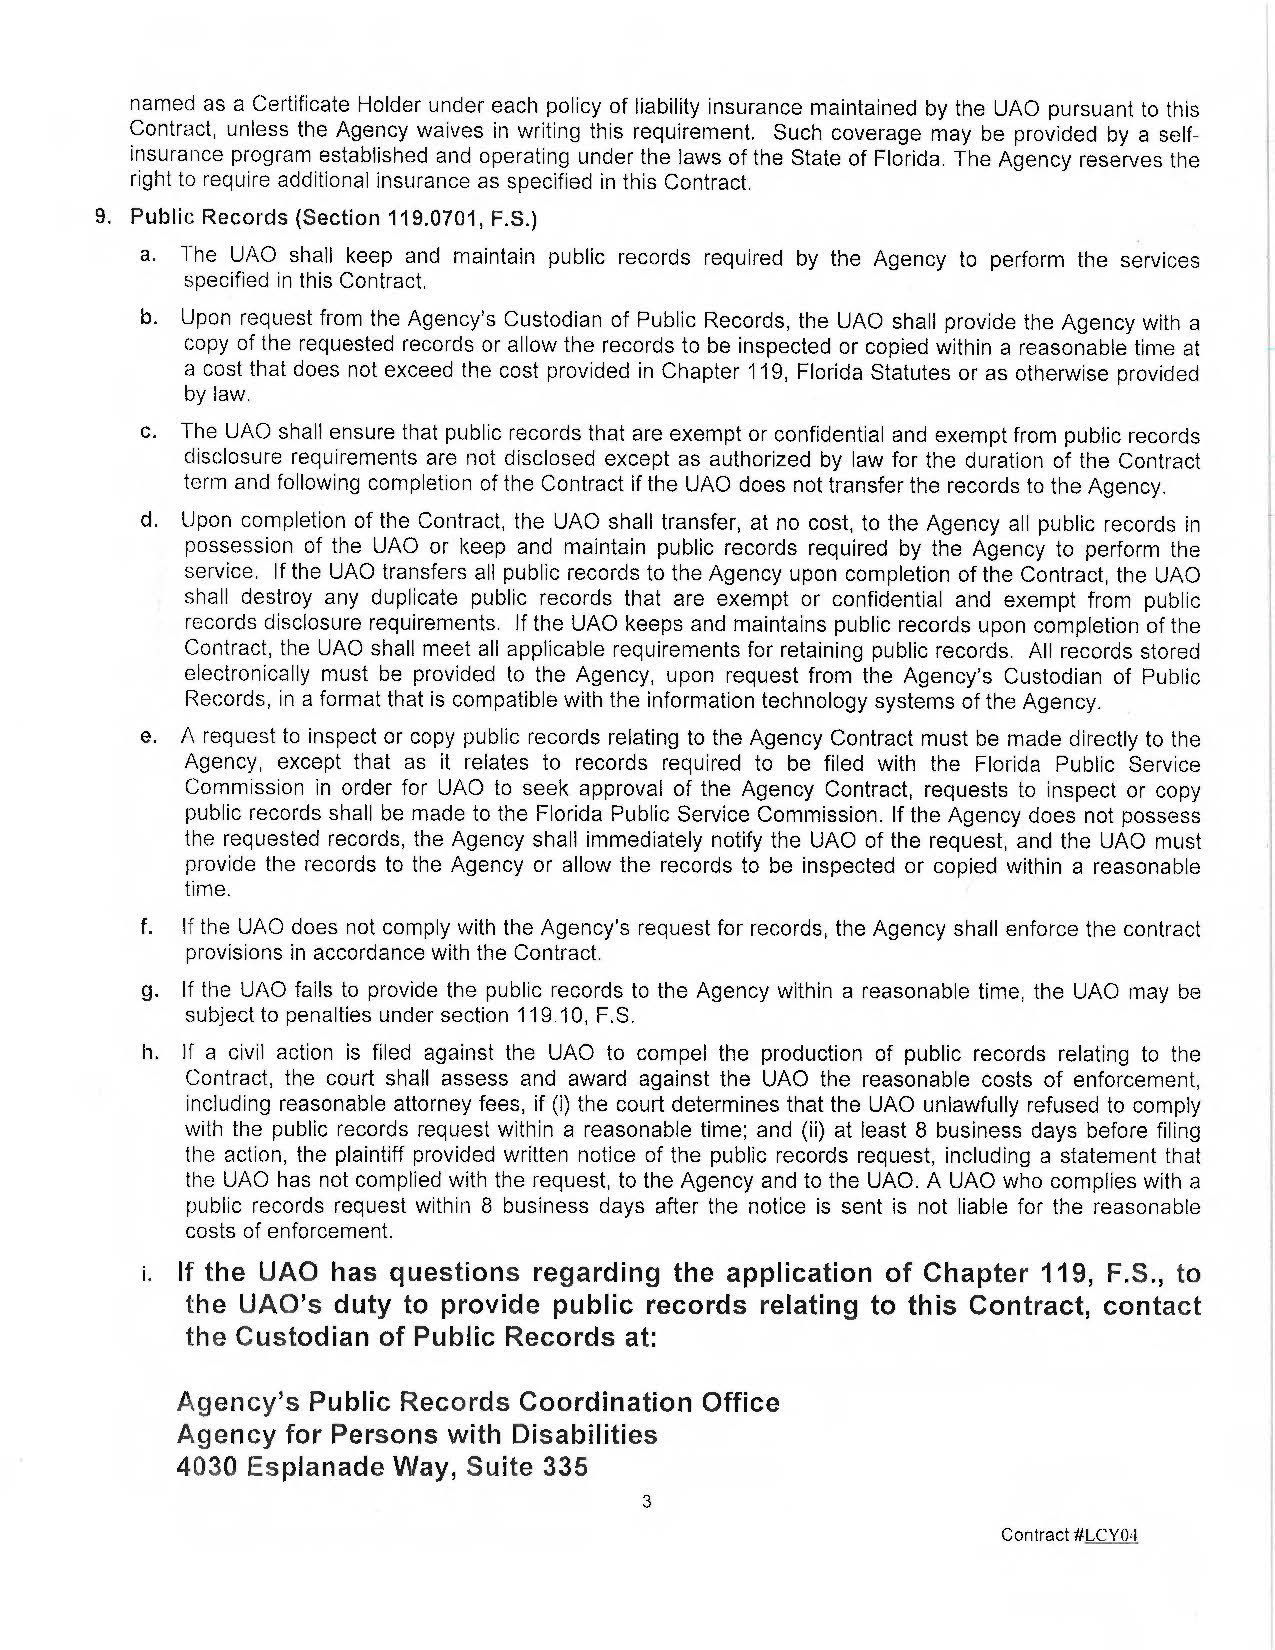 named as a Certificate Holder under each policy of liability insurance maintained by the UAO pursuant to this
Contract, unless the Agency waives in writing this requirement. Such coverage may be provided by a self-
insurance program established and operating under the laws of the State of Florida. The Agency reserves the
right to require additional insurance as specified in this Contract.
9. Public Records (Section 119.0701, F.S.)
a. The UAO shall keep and maintain public records required by the Agency to perform the services
specified in this Contract.
b. Upon request from the Agency's Custodian of Public Records, the UAO shall provide the Agency with a
copy of the requested records or allow the records to be inspected or copied within a reasonable time at
a cost that does not exceed the cost provided in Chapter 119, Florida Statutes or as otherwise provided
by law.
c. The UAO shall ensure that public records that are exempt or confidential and exempt from public records
disclosure requirements are not disclosed except as authorized by law for the duration of the Contract
term and following completion of the Contract if the UAO does not transfer the records to the Agency.
d. Upon completion of the Contract, the UAO shall transfer, at no cost, to the Agency all public records in
possession of the UAO or keep and maintain public records required by the Agency to perform the
service. If the UAO transfers all public records to the Agency upon completion of the Contract, the UAO
shall destroy any duplicate public records that are exempt or confidential and exempt from public
records disclosure requirements. If the UAO keeps and maintains public records upon completion of the
Contract, the UAO shall meet all applicable requirements for retaining public records. All records stored
electronically must be provided to the Agency, upon request from the Agency's Custodian of Public
Records, in a format that is compatible with the information technology systems of the Agency.
e. A request to inspect or copy public records relating to the Agency Contract must be made directly to the
Agency, except that as it relates to records required to be filed with the Florida Public Service
Commission in order for UAO to seek approval of the Agency Contract, requests to inspect or copy
public records shall be made to the Florida Public Service Commission. If the Agency does not possess
the requested records, the Agency shall immediately notify the UAO of the request, and the UAO must
provide the records to the Agency or allow the records to be inspected or copied within a reasonable
time.
f. If the UAO does not comply with the Agency's request for records, the Agency shall enforce the contract
provisions in accordance with the Contract.
g. If the UAO fails to provide the public records to the Agency within a reasonable time, the UAO may be
subject to penalties under section 119.10, F.S.
h. If a civil action is filed against the UAO to compel the production of public records relating to the
Contract, the court shall assess and award against the UAO the reasonable costs of enforcement,
including reasonable attorney fees, if (i) the court determines that the UAO unlawfully refused to comply
with the public records request within a reasonable time; and (ii) at least 8 business days before filing
the action, the plaintiff provided written notice of the public records request, including a statement that
the UAO has not complied with the request, to the Agency and to the UAO. A UAO who complies with a
public records request within 8 business days after the notice is sent is not liable for the reasonable
costs of enforcement.
i. If the UAO has questions regarding the application of Chapter 119, F.S., to
the UAO's duty to provide public records relating to this Contract, contact
the Custodian of Public Records at:
Agency's Public Records Coordination Office
Agency for Persons with Disabilities
4030 Esplanade Way, Suite 335
3
Contract #LCY04